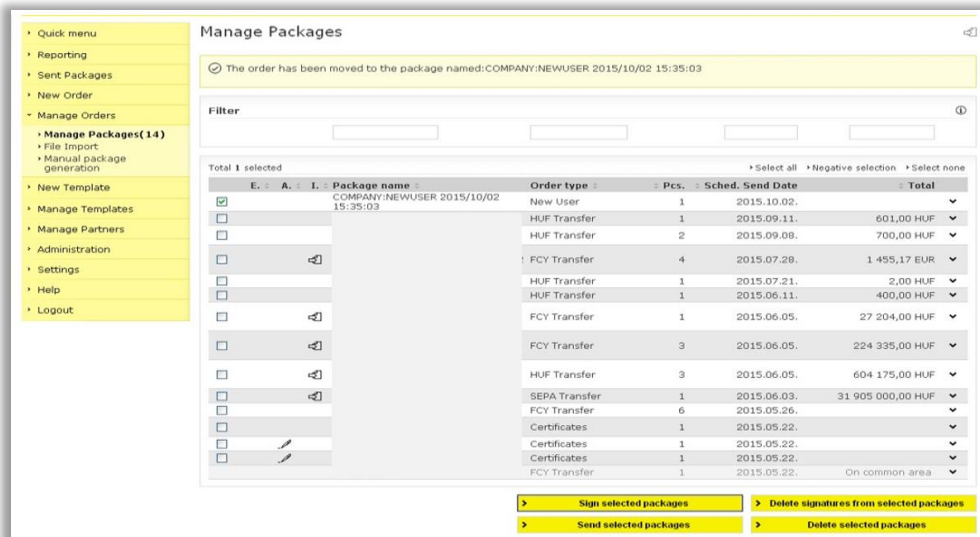 Quick menu
Reporting
Sent Packages
New Order
Manage Orders
Manage Packages(14)
File Import
Manual package
generation
New Template
Manage Templates
Manage Partners
Administration
Settings
Help
Logout
Manage Packages
The order has been moved to the package named:COMPANY:NEWUSER 2015/10/02 15:35:03
Filter
Total 1 selected
Select all Negative selection Select none
E. A. I. Package name Order type Pcs. Sched. Send Date Total
COMPANY:NEWUSER 2015/10/02
15:35:03
New User 1 2015.10.02.
HUF Transfer 1 2015.09.11. 601,00 HUF
HUF Transfer 2 2015.09.08. 700,00 HUF
FCY Transfer 4 2015.07.28. 1 455,17 EUR
HUF Transfer 1 2015.07.21. 2,00 HUF
HUF Transfer 1 2015.06.11. 400,00 HUF
FCY Transfer 1 2015.06.05. 27 204,00 HUF
FCY Transfer 3 2015.06.05. 224 335,00 HUF
HUF Transfer 3 2015.06.05. 604 175,00 HUF
SEPA Transfer 1 2015.06.03. 31 905 000,00 HUF
FCY Transfer 6 2015.05.26.
Certificates 1 2015.05.22.
Certificates 1 2015.05.22.
Certificates 1 2015.05.22.
FCY Transfer 1 2015.05.22. On common area
Sign selected packages
Delete signatures from selected packages
Send selected packages
Delete selected packages